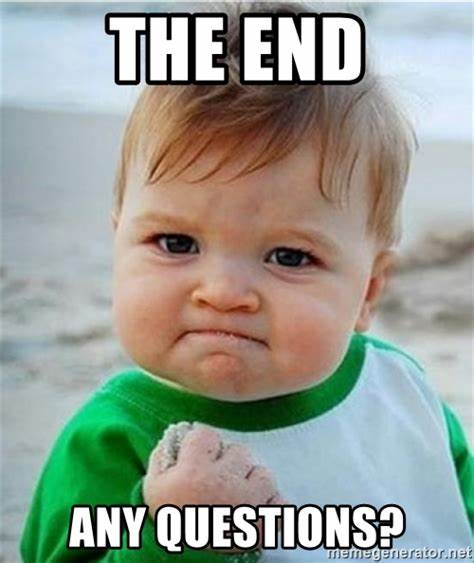 THE END
ANY QUESTIONS?
memegenerator.net